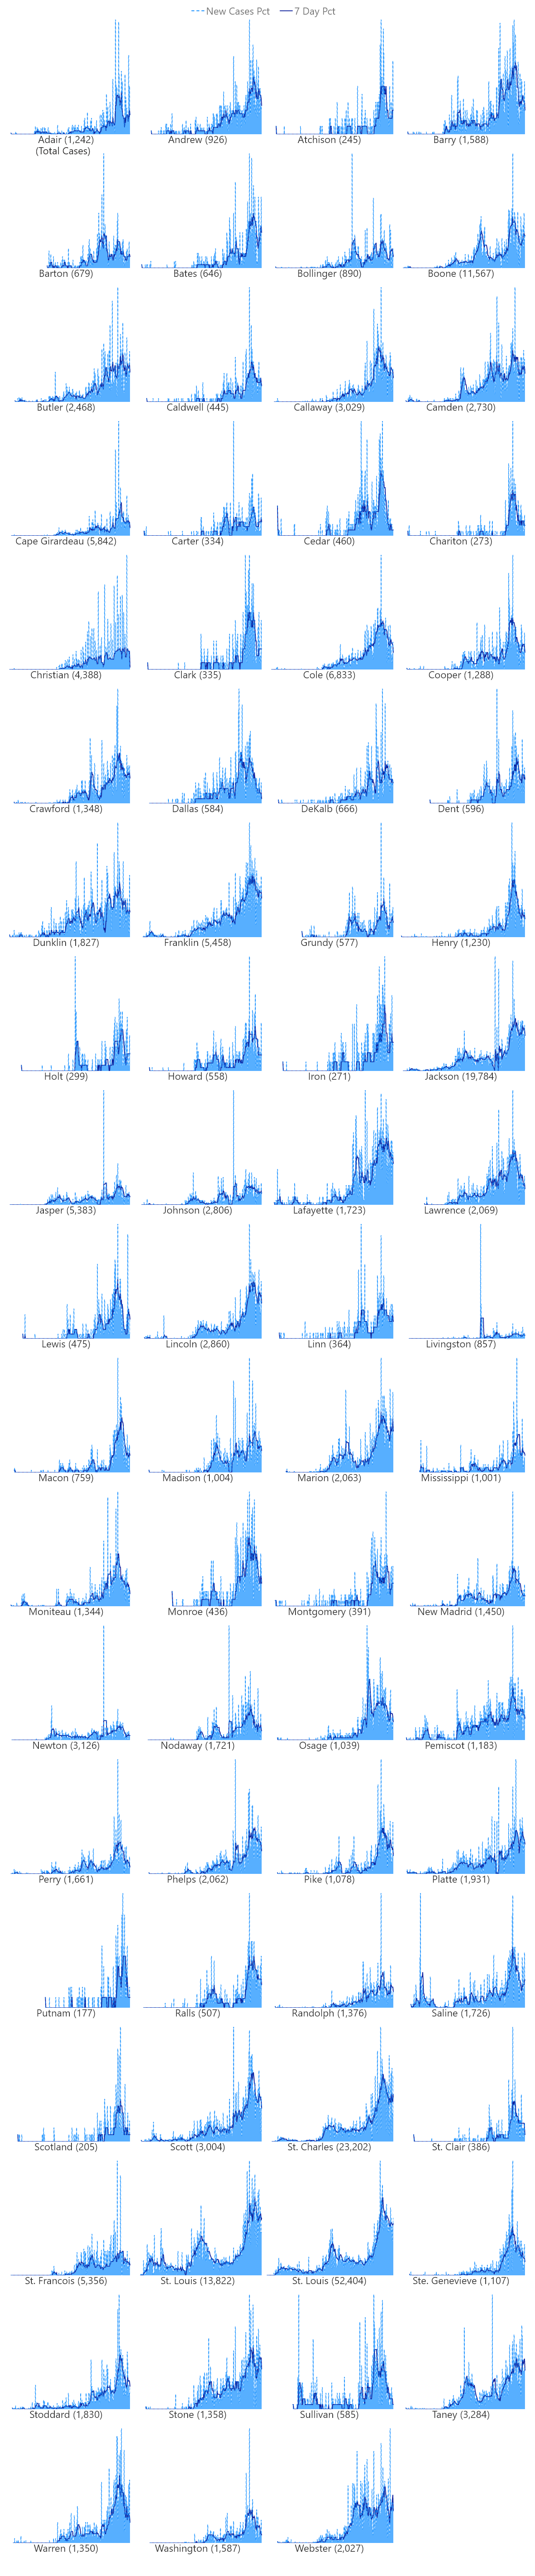 New Cases Pct 7 Day Pct
Adair (1,242) Andrew (926) Atchison (245) Barry (1,588)
(Total Cases)
Barton (679) Bates (646) Bollinger (890) Boone (11,567)
Butler (2,468) Caldwell (445) Callaway (3,029) Camden (2,730)
Cape Girardeau (5,842) Carter (334) Cedar (460) Chariton (273)
Christian (4,388) Clark (335) Cole (6,833) Cooper (1,288)
Crawford (1,348) Dallas (584) DeKalb (666) Dent (596)
Dunklin (1,827) Franklin (5,458) Grundy (577) Henry (1,230)
Holt (299) Howard (558) Iron (271) Jackson (19,784)
Jasper (5,383) Johnson (2,806) Lafayette (1,723) Lawrence (2,069)
Lewis (475) Lincoln (2,860) Linn (364) Livingston (857)
Macon (759) Madison (1,004) Marion (2,063) Mississippi (1,001)
Moniteau (1,344) Monroe (436) Montgomery (391) New Madrid (1,450)
Newton (3,126) Nodaway (1,721) Osage (1,039) Pemiscot (1,183)
Perry (1,661) Phelps (2,062) Pike (1,078) Platte (1,931)
Putnam (177) Ralls (507) Randolph (1,376) Saline (1,726)
Scotland (205) Scott (3,004) St. Charles (23,202) St. Clair (386)
St. Francois (5,356) St. Louis (13,822) St. Louis (52,404) Ste. Genevieve (1,107)
Stoddard (1,830) Stone (1,358) Sullivan (585) Taney (3,284)
Warren (1,350) Washington (1,587) Webster (2,027)